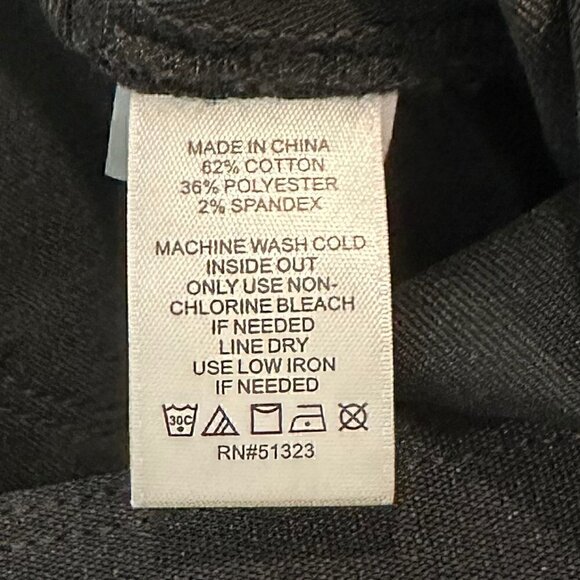 MADE IN CHINA
62% COTTON
36% POLYESTER
2% SPANDEX
MACHINE WASH COLD
INSIDE OUT
ONLY USE NON-
CHLORINE BLEACH
IF NEEDED
LINE DRY
USE LOW IRON
IF NEEDED
30C
RN#51323